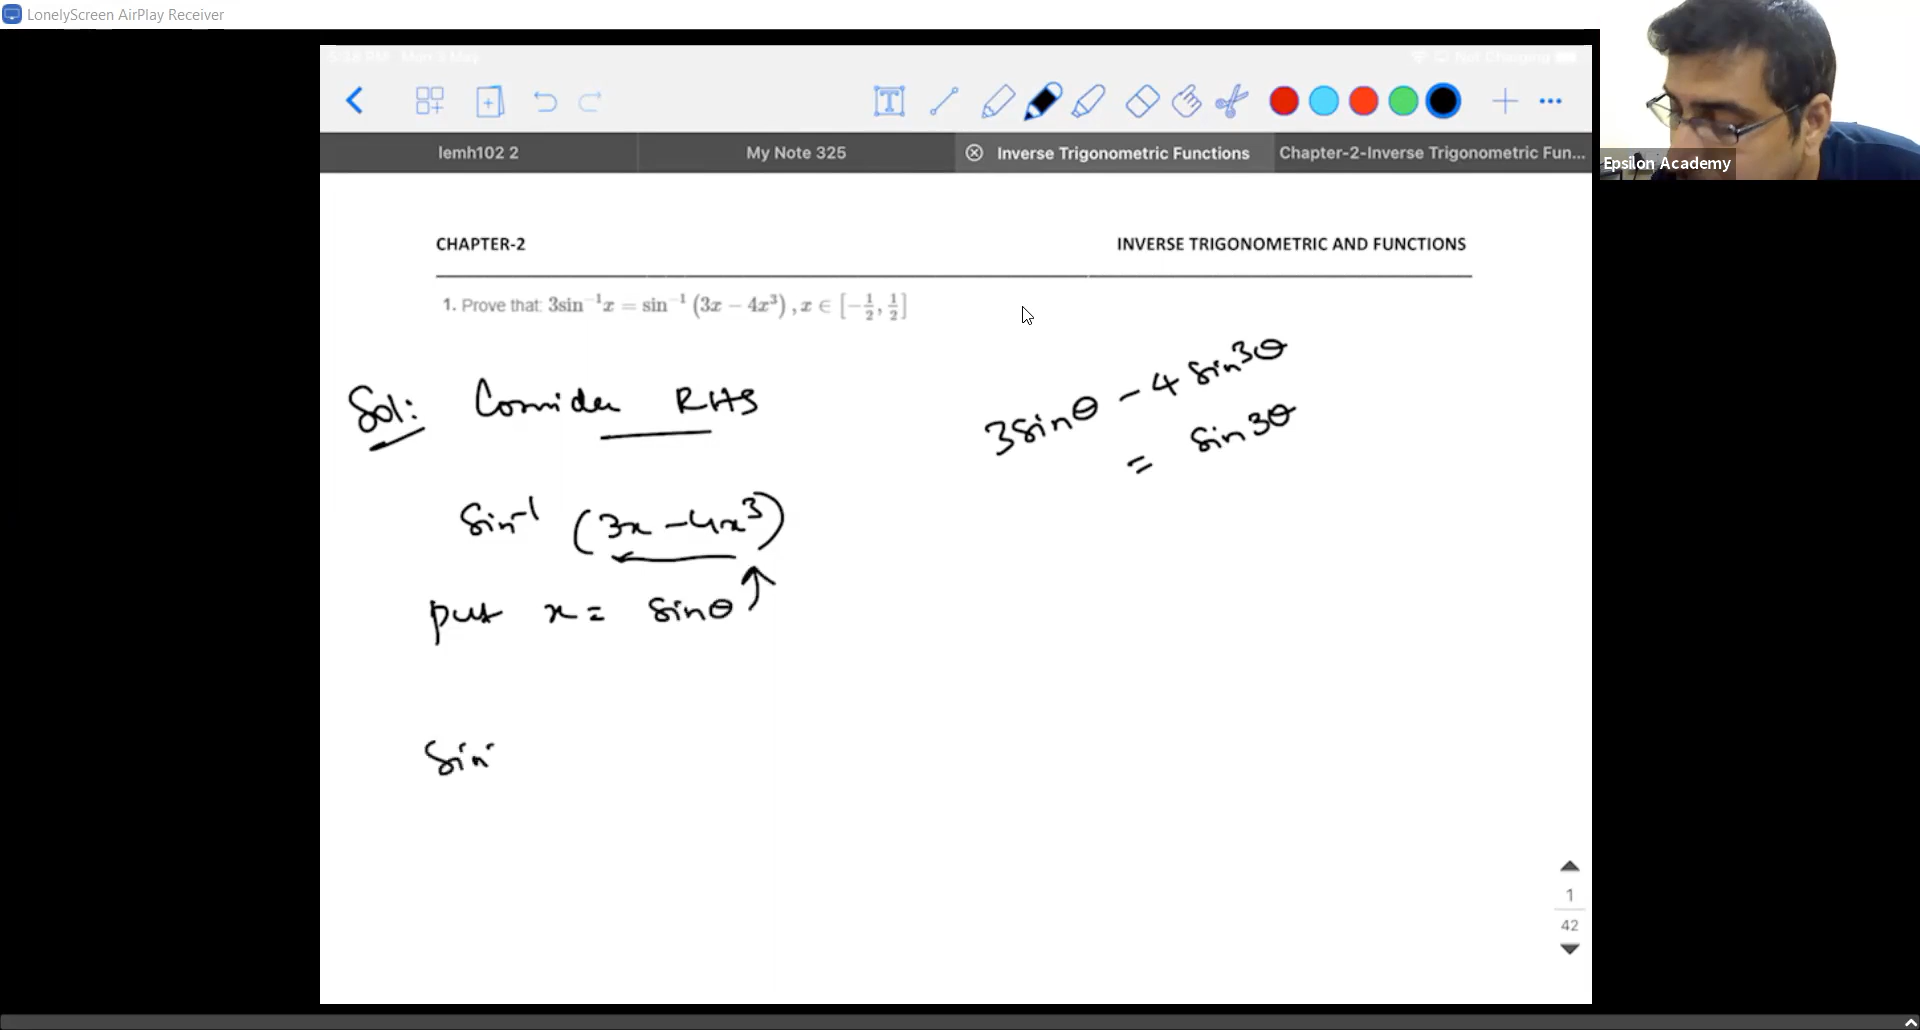 LonelyScreen AirPlay Receiver
lemh102 2
My Note 325
Inverse Trigonometric Functions
Chapter-2-Inverse Trigonometric Fun...
Epsilon Academy
CHAPTER-2
INVERSE TRIGONOMETRIC AND FUNCTIONS
1. Prove that: 3sin⁻¹x = sin⁻¹ (3x − 4x³), x ∈ [−1/2, 1/2]
Sol: Consider RHS
sin⁻¹ (3x − 4x³)
put x = sinθ
sin
3sinθ − 4 sin³θ
= sin3θ
1
42